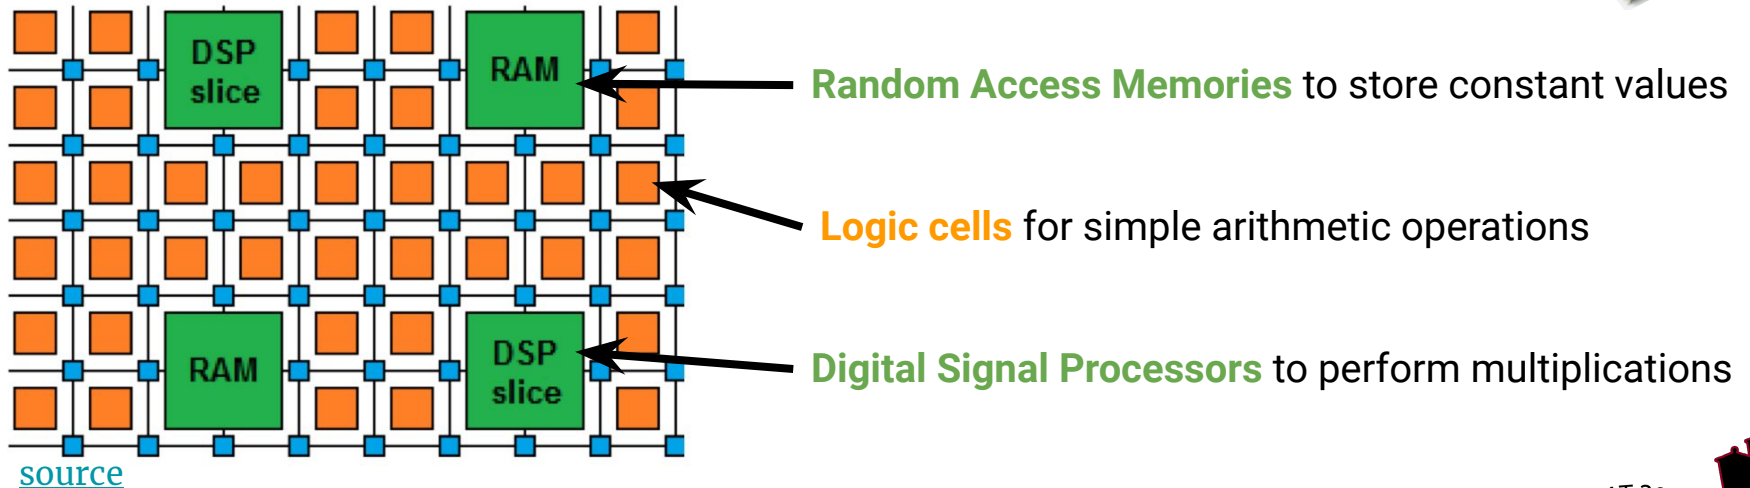 DSP
slice
RAM
Random Access Memories to store constant values
Logic cells for simple arithmetic operations
RAM
DSP
slice
Digital Signal Processors to perform multiplications
source